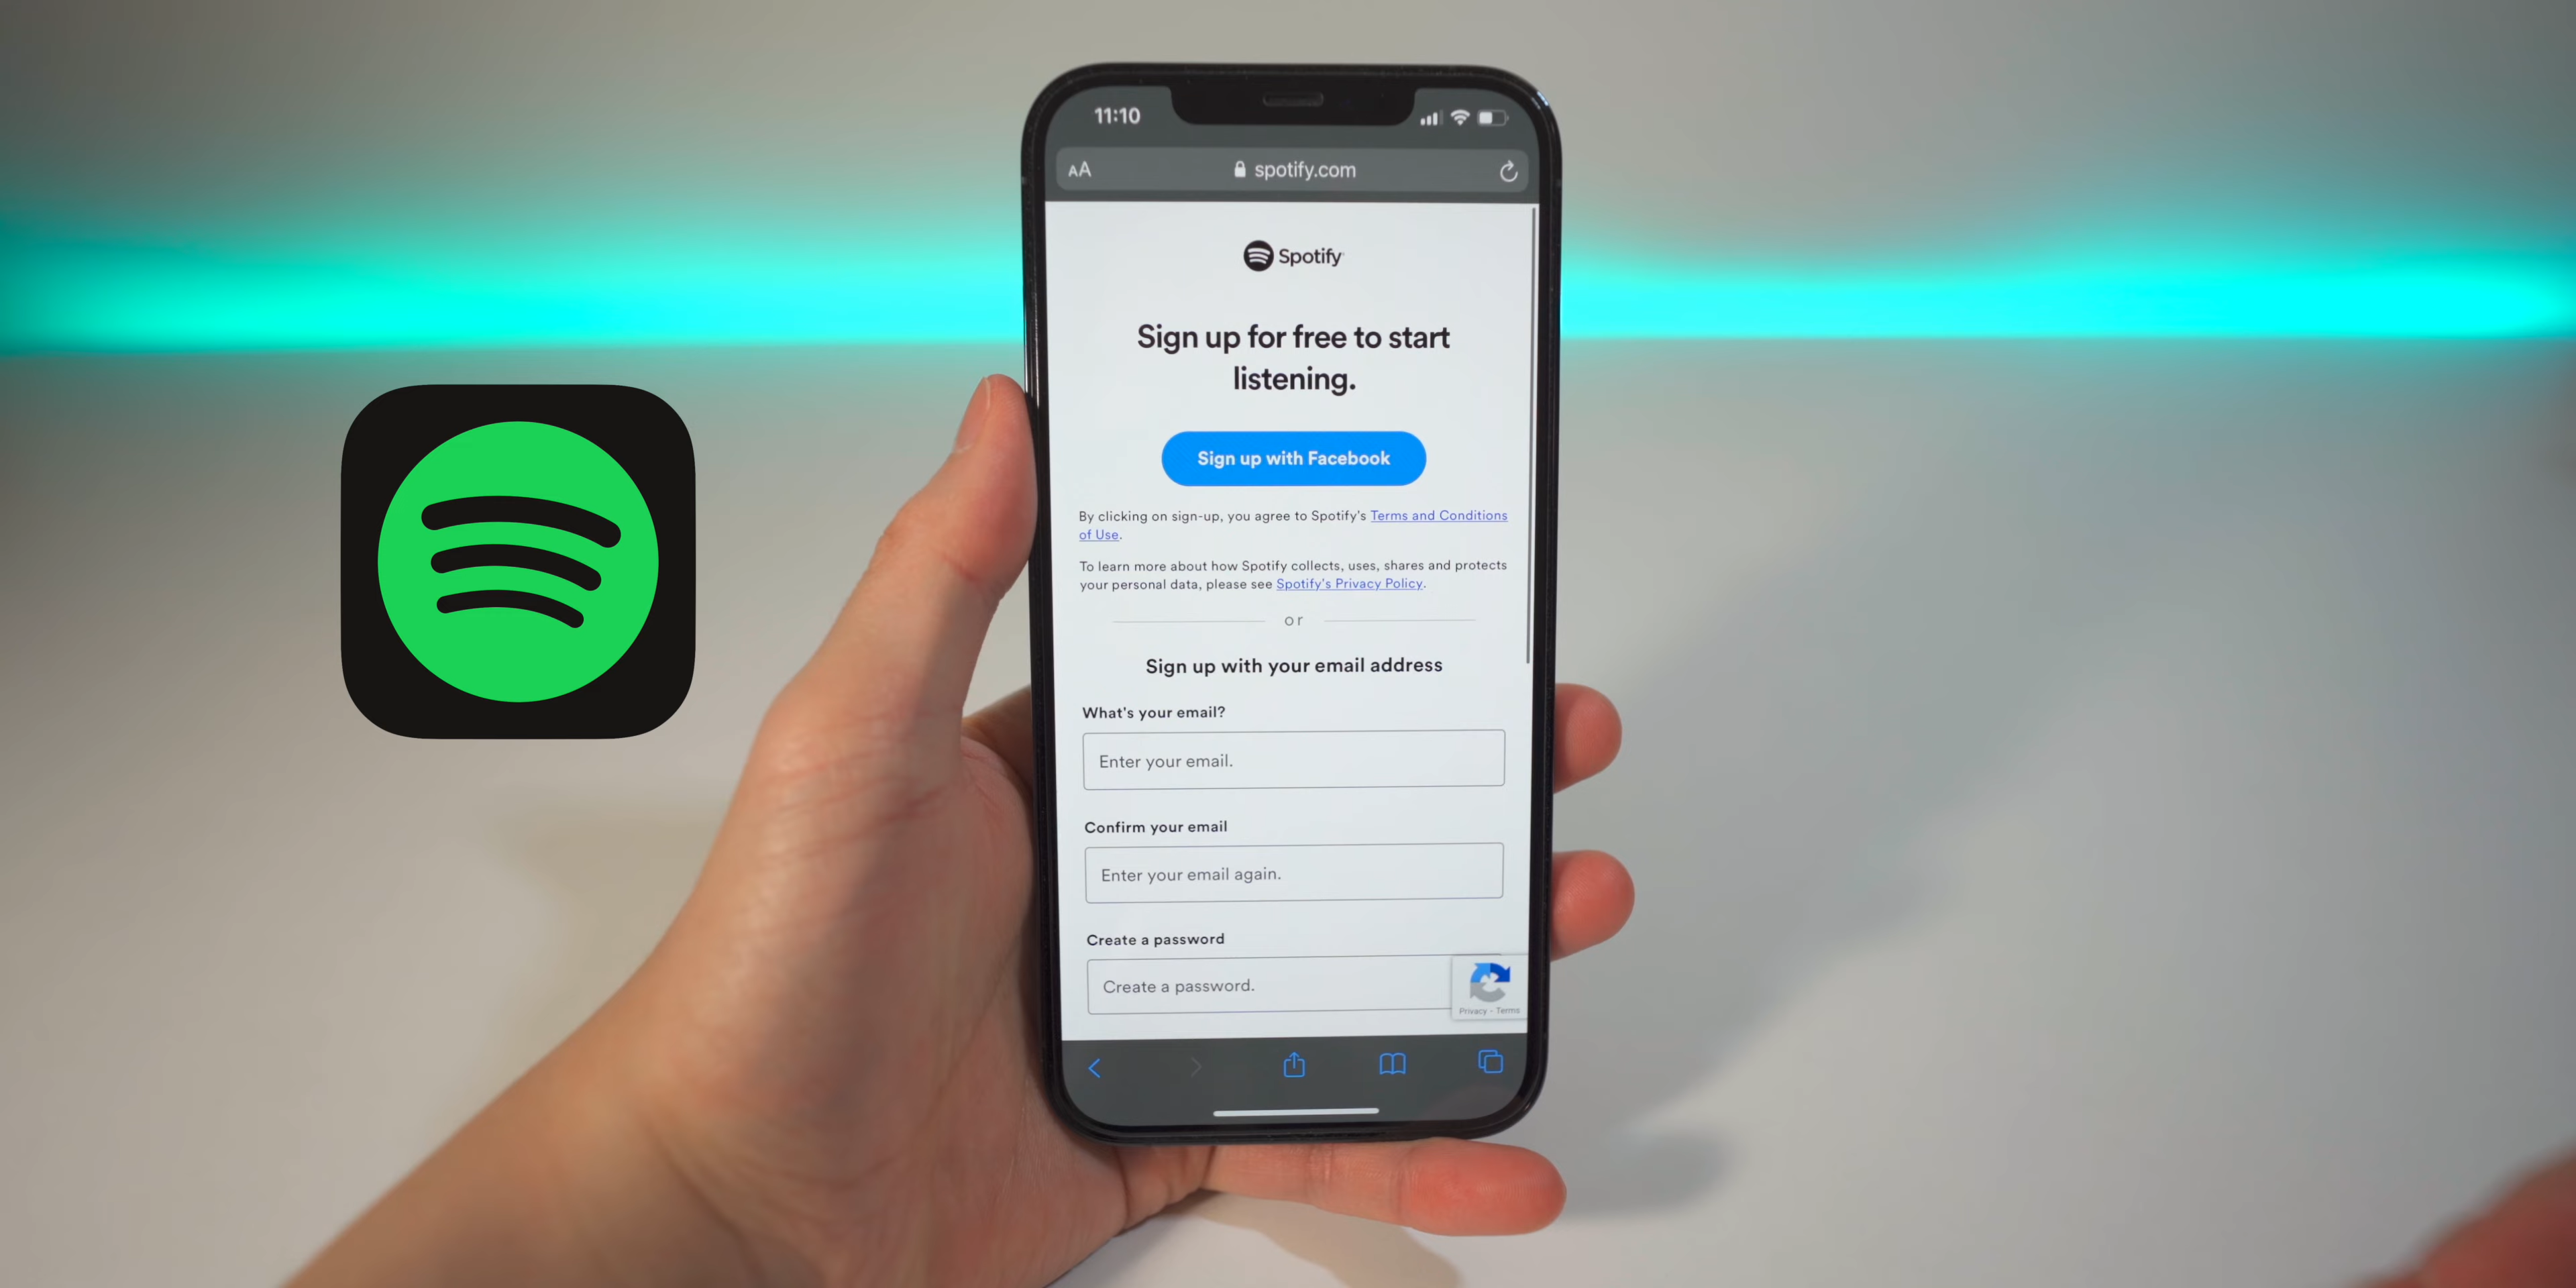 11:10
AA
spotify.com
Spotify
Sign up for free to start
listening.
Sign up with Facebook
By clicking on sign-up, you agree to Spotify's Terms and Conditions
of Use.
To learn more about how Spotify collects, uses, shares and protects
your personal data, please see Spotify's Privacy Policy.
or
Sign up with your email address
What's your email?
Enter your email.
Confirm your email
Enter your email again.
Create a password
Create a password.
Privacy - Terms